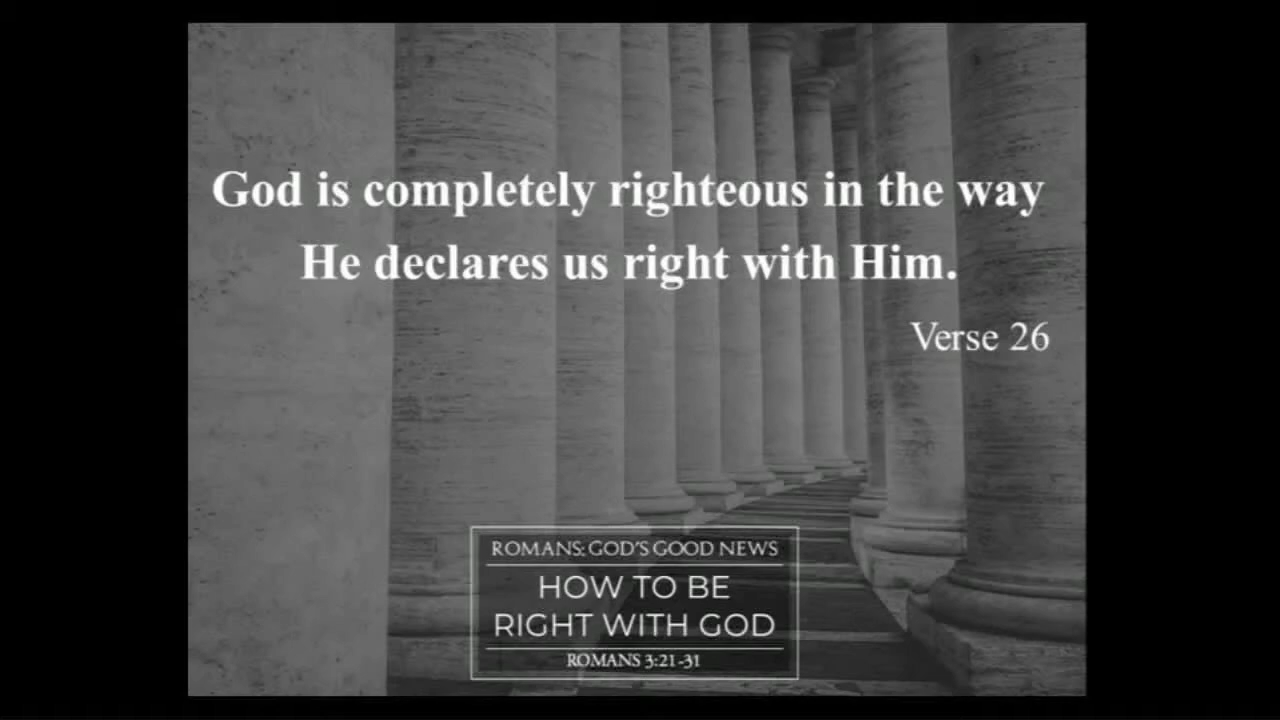 God is completely righteous in the way
He declares us right with Him.
Verse 26
ROMANS: GOD'S GOOD NEWS
HOW TO BE
RIGHT WITH GOD
ROMANS 3:21-31